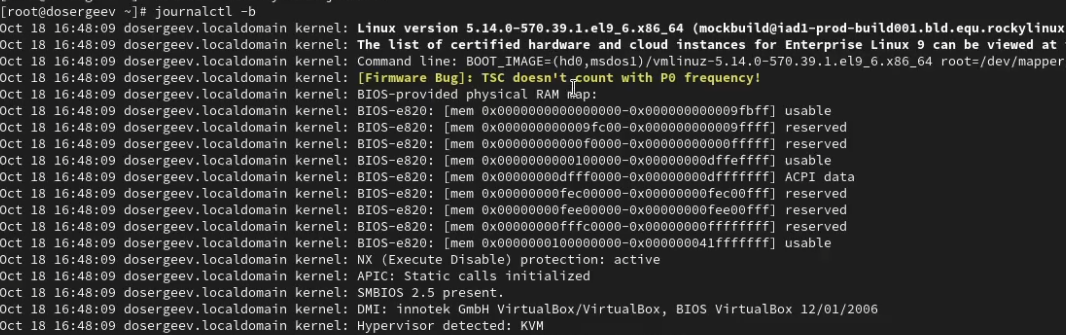 [root@dosergeev ~]# journalctl -b
Oct 18 16:48:09 dosergeev.localdomain kernel: Linux version 5.14.0-570.39.1.el9_6.x86_64 (mockbuild@iad1-prod-build001.bld.equ.rockylinux
Oct 18 16:48:09 dosergeev.localdomain kernel: The list of certified hardware and cloud instances for Enterprise Linux 9 can be viewed at
Oct 18 16:48:09 dosergeev.localdomain kernel: Command line: BOOT_IMAGE=(hd0,msdos1)/vmlinuz-5.14.0-570.39.1.el9_6.x86_64 root=/dev/mapper
Oct 18 16:48:09 dosergeev.localdomain kernel: [Firmware Bug]: TSC doesn't count with P0 frequency!
Oct 18 16:48:09 dosergeev.localdomain kernel: BIOS-provided physical RAM map:
Oct 18 16:48:09 dosergeev.localdomain kernel: BIOS-e820: [mem 0x0000000000000000-0x000000000009fbff] usable
Oct 18 16:48:09 dosergeev.localdomain kernel: BIOS-e820: [mem 0x000000000009fc00-0x000000000009ffff] reserved
Oct 18 16:48:09 dosergeev.localdomain kernel: BIOS-e820: [mem 0x00000000000f0000-0x00000000000fffff] reserved
Oct 18 16:48:09 dosergeev.localdomain kernel: BIOS-e820: [mem 0x0000000000100000-0x00000000dffeffff] usable
Oct 18 16:48:09 dosergeev.localdomain kernel: BIOS-e820: [mem 0x00000000dfff0000-0x00000000dfffffff] ACPI data
Oct 18 16:48:09 dosergeev.localdomain kernel: BIOS-e820: [mem 0x00000000fec00000-0x00000000fec00fff] reserved
Oct 18 16:48:09 dosergeev.localdomain kernel: BIOS-e820: [mem 0x00000000fee00000-0x00000000fee00fff] reserved
Oct 18 16:48:09 dosergeev.localdomain kernel: BIOS-e820: [mem 0x00000000fffc0000-0x00000000ffffffff] reserved
Oct 18 16:48:09 dosergeev.localdomain kernel: BIOS-e820: [mem 0x0000000100000000-0x000000041fffffff] usable
Oct 18 16:48:09 dosergeev.localdomain kernel: NX (Execute Disable) protection: active
Oct 18 16:48:09 dosergeev.localdomain kernel: APIC: Static calls initialized
Oct 18 16:48:09 dosergeev.localdomain kernel: SMBIOS 2.5 present.
Oct 18 16:48:09 dosergeev.localdomain kernel: DMI: innotek GmbH VirtualBox/VirtualBox, BIOS VirtualBox 12/01/2006
Oct 18 16:48:09 dosergeev.localdomain kernel: Hypervisor detected: KVM